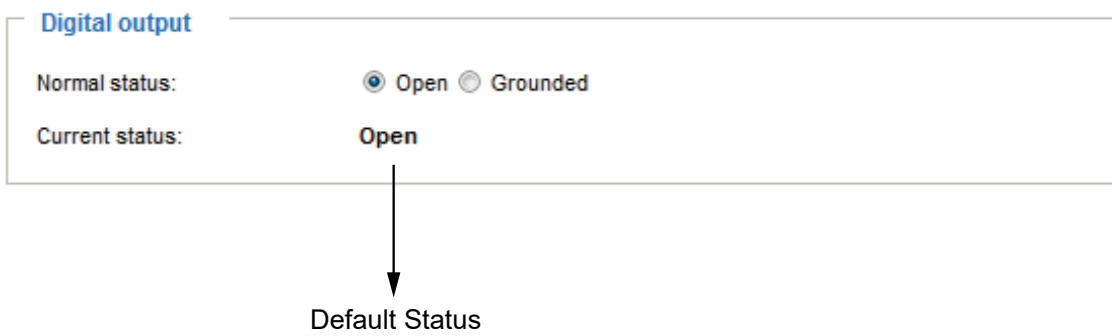 Digital output
Normal status: Open Grounded
Current status: Open
Default Status